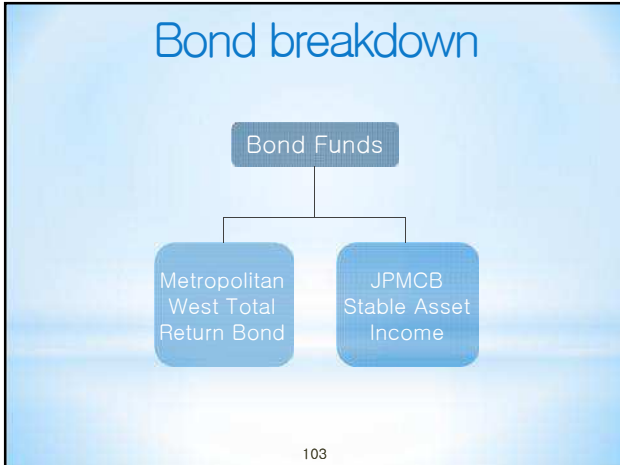 Bond breakdown
Bond Funds
Metropolitan
West Total
Return Bond
JPMCB
Stable Asset
Income
103